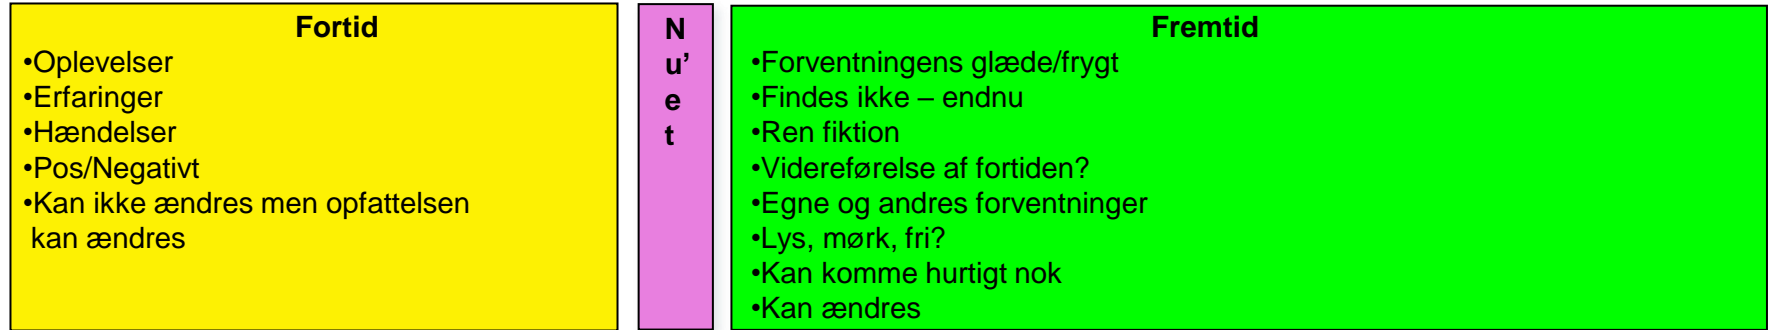 Fortid
•Oplevelser
•Erfaringer
•Hændelser
•Pos/Negativt
•Kan ikke ændres men opfattelsen
kan ændres
N
u’
e
t
Fremtid
•Forventningens glæde/frygt
•Findes ikke – endnu
•Ren fiktion
•Videreførelse af fortiden?
•Egne og andres forventninger
•Lys, mørk, fri?
•Kan komme hurtigt nok
•Kan ændres